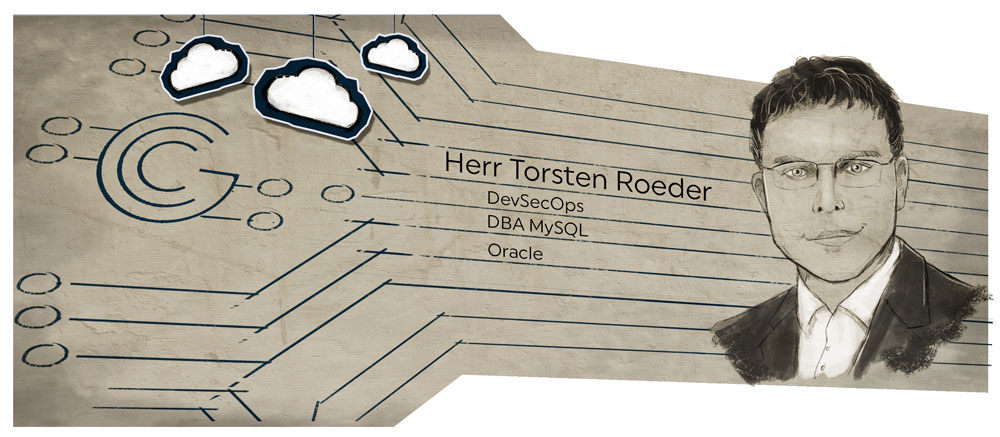 Herr Torsten Roeder
DevSecOps
DBA MySQL
Oracle